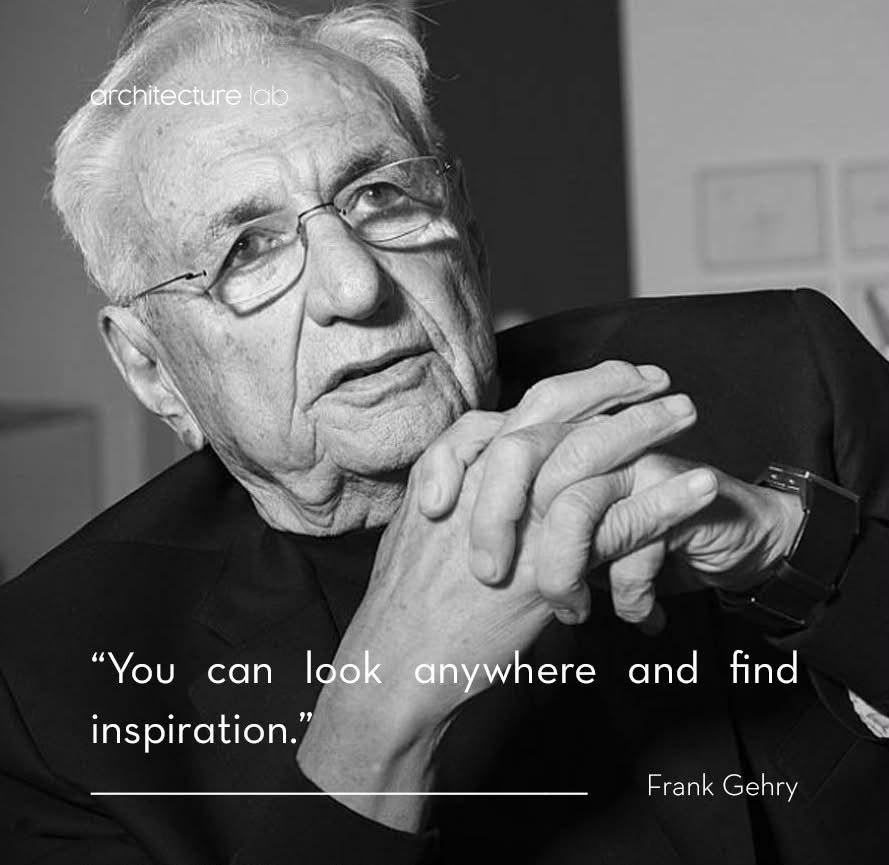 architecture lab
“You can look anywhere and find
inspiration.”
Frank Gehry